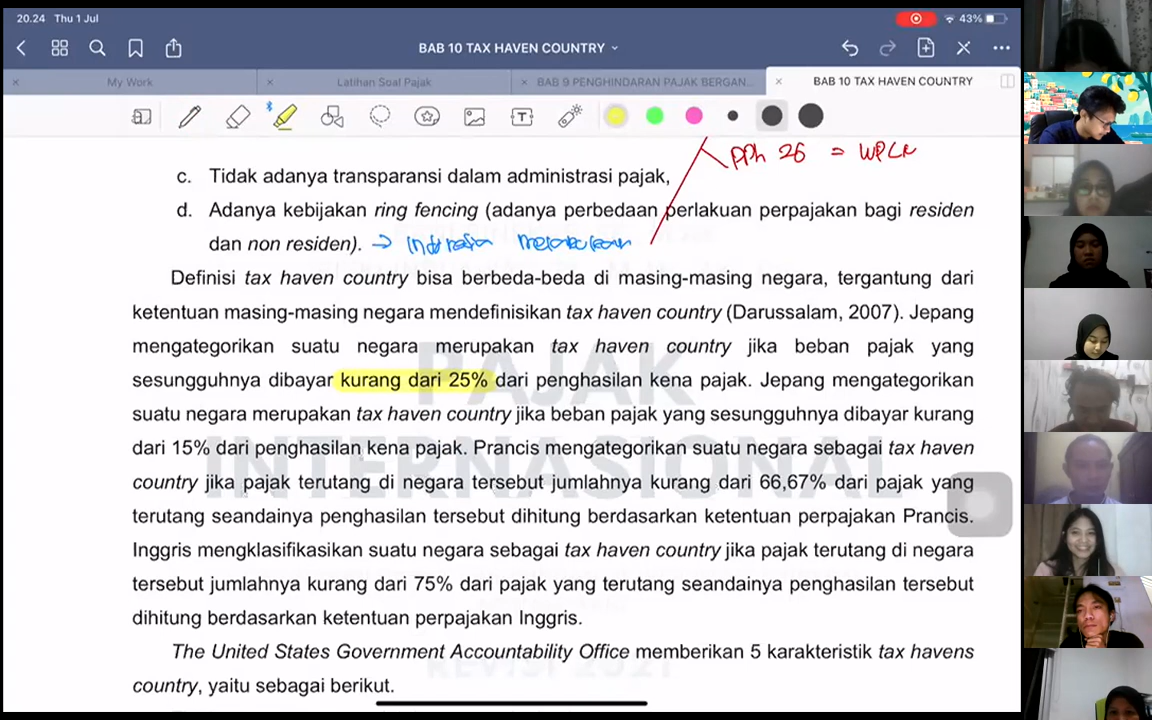 20.24 Thu 1 Jul
43%
BAB 10 TAX HAVEN COUNTRY
My Work
Latihan Soal Pajak
BAB 9 PENGHINDARAN PAJAK BERGAN...
BAB 10 TAX HAVEN COUNTRY
PPh 26 = WPLN
c. Tidak adanya transparansi dalam administrasi pajak,
d. Adanya kebijakan ring fencing (adanya perbedaan perlakuan perpajakan bagi residen
dan non residen). → Indonesia melakukan
Definisi tax haven country bisa berbeda-beda di masing-masing negara, tergantung dari
ketentuan masing-masing negara mendefinisikan tax haven country (Darussalam, 2007). Jepang
mengategorikan suatu negara merupakan tax haven country jika beban pajak yang
sesungguhnya dibayar kurang dari 25% dari penghasilan kena pajak. Jepang mengategorikan
suatu negara merupakan tax haven country jika beban pajak yang sesungguhnya dibayar kurang
dari 15% dari penghasilan kena pajak. Prancis mengategorikan suatu negara sebagai tax haven
country jika pajak terutang di negara tersebut jumlahnya kurang dari 66,67% dari pajak yang
terutang seandainya penghasilan tersebut dihitung berdasarkan ketentuan perpajakan Prancis.
Inggris mengklasifikasikan suatu negara sebagai tax haven country jika pajak terutang di negara
tersebut jumlahnya kurang dari 75% dari pajak yang terutang seandainya penghasilan tersebut
dihitung berdasarkan ketentuan perpajakan Inggris.
The United States Government Accountability Office memberikan 5 karakteristik tax havens
country, yaitu sebagai berikut.
PAJAK
INTERNASIONAL
REVISI 2021